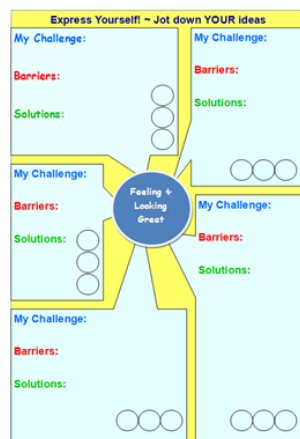 Express Yourself! ~ Jot down YOUR ideas
My Challenge:
Barriers:
Solutions:
My Challenge:
Barriers:
Solutions:
My Challenge:
Barriers:
Solutions:
Feeling &
Looking
Great
My Challenge:
Barriers:
Solutions:
My Challenge:
Barriers:
Solutions: